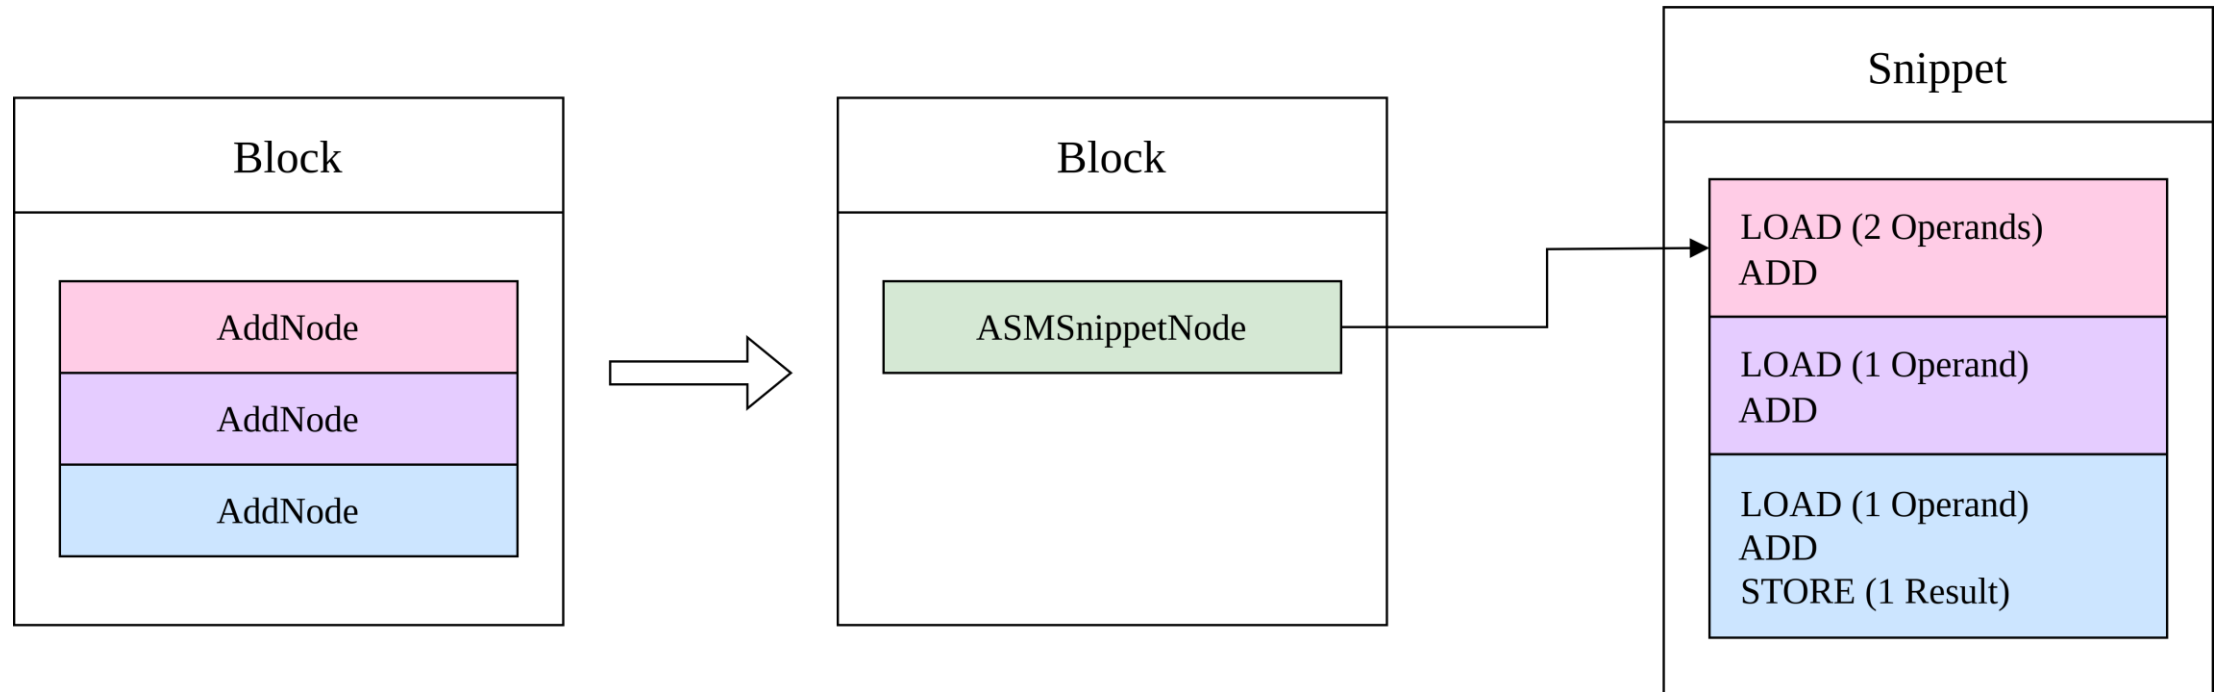 Block
AddNode
AddNode
AddNode
Block
ASMSnippetNode
Snippet
LOAD (2 Operands)
ADD
LOAD (1 Operand)
ADD
LOAD (1 Operand)
ADD
STORE (1 Result)